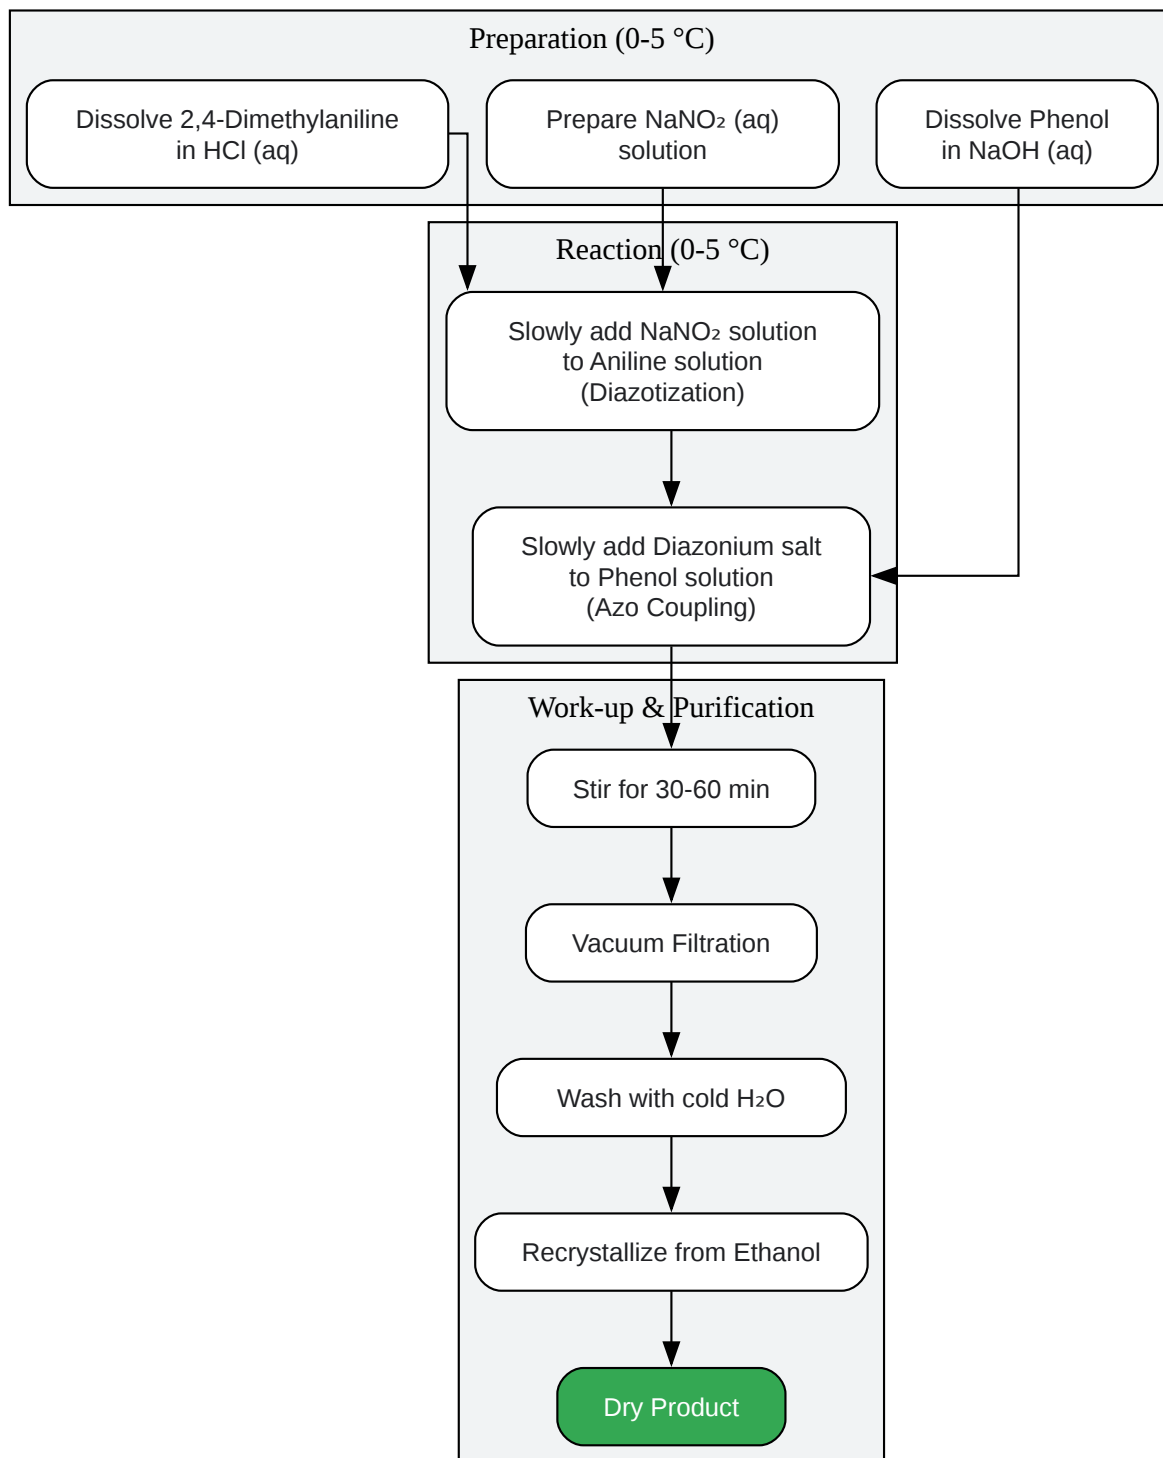 Preparation (0-5 °C)
Dissolve 2,4-Dimethylaniline
in HCl (aq)
Prepare NaNO₂ (aq)
solution
Dissolve Phenol
in NaOH (aq)
Reaction (0-5 °C)
Slowly add NaNO₂ solution
to Aniline solution
(Diazotization)
Slowly add Diazonium salt
to Phenol solution
(Azo Coupling)
Work-up & Purification
Stir for 30-60 min
Vacuum Filtration
Wash with cold H₂O
Recrystallize from Ethanol
Dry Product